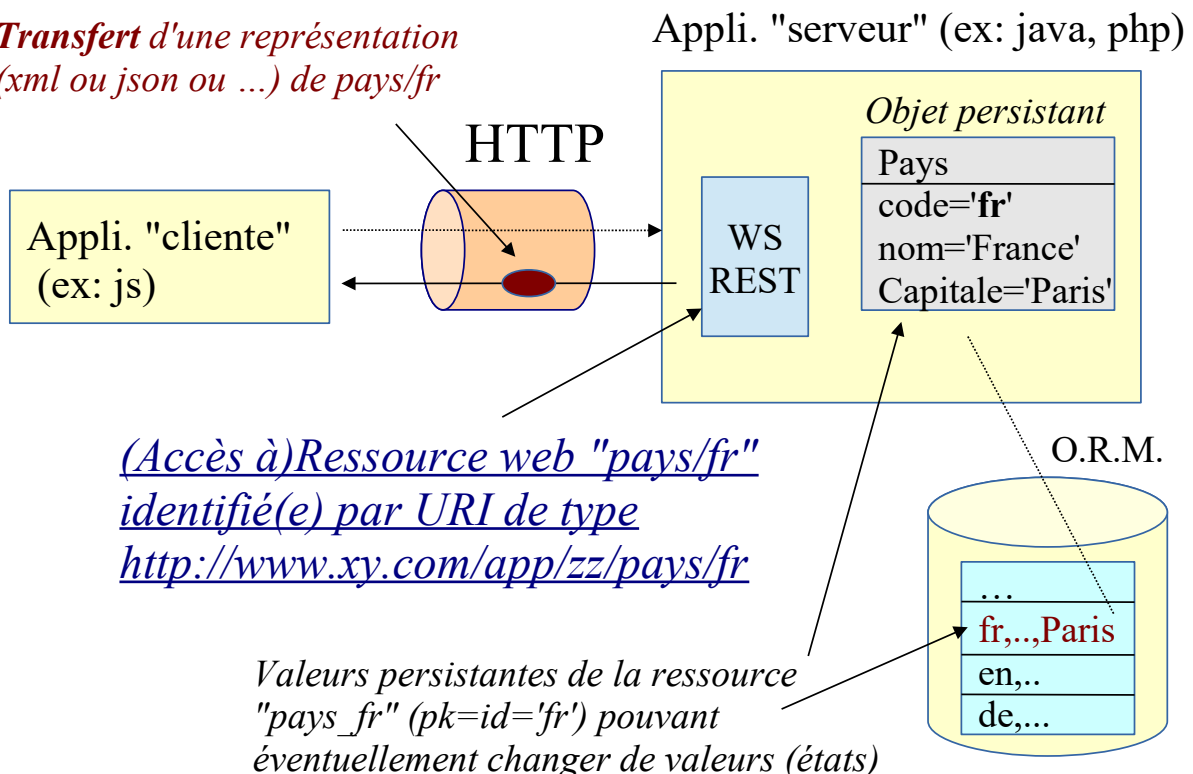 Transfert d'une représentation
(xml ou json ou …) de pays/fr
Appli. "serveur" (ex: java, php)
HTTP
Objet persistant
Pays
code='fr'
nom='France'
Capitale='Paris'
Appli. "cliente"
(ex: js)
WS
REST
(Accès à)Ressource web "pays/fr"
identifié(e) par URI de type
http://www.xy.com/app/zz/pays/fr
O.R.M.
…
fr,..,Paris
en,..
de,...
Valeurs persistantes de la ressource
"pays_fr" (pk=id='fr') pouvant
éventuellement changer de valeurs (états)